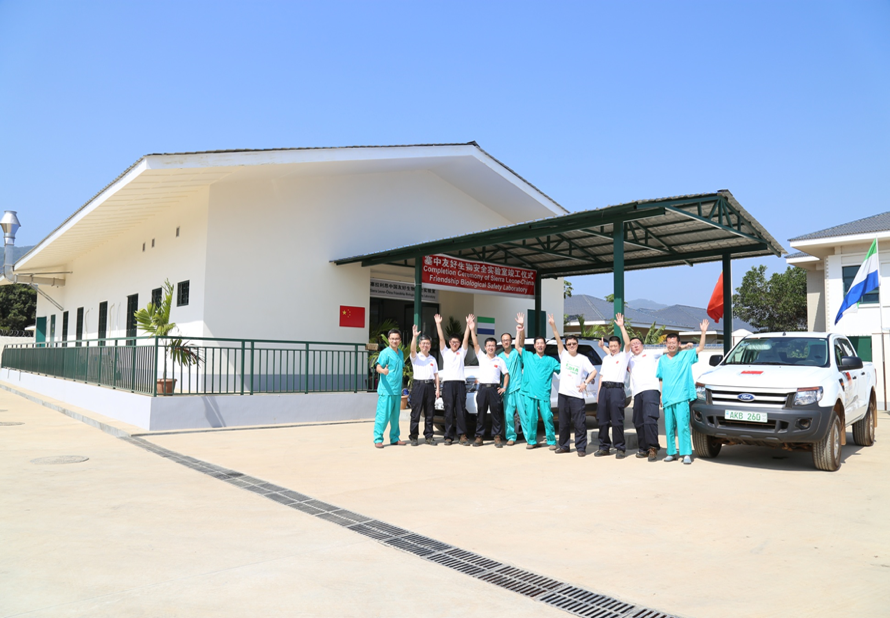 塞中友好生物安全实验室竣工仪式
Completion Ceremony of Sierra Leone-China
Friendship Biological Safety Laboratory
Ford
AKB 260